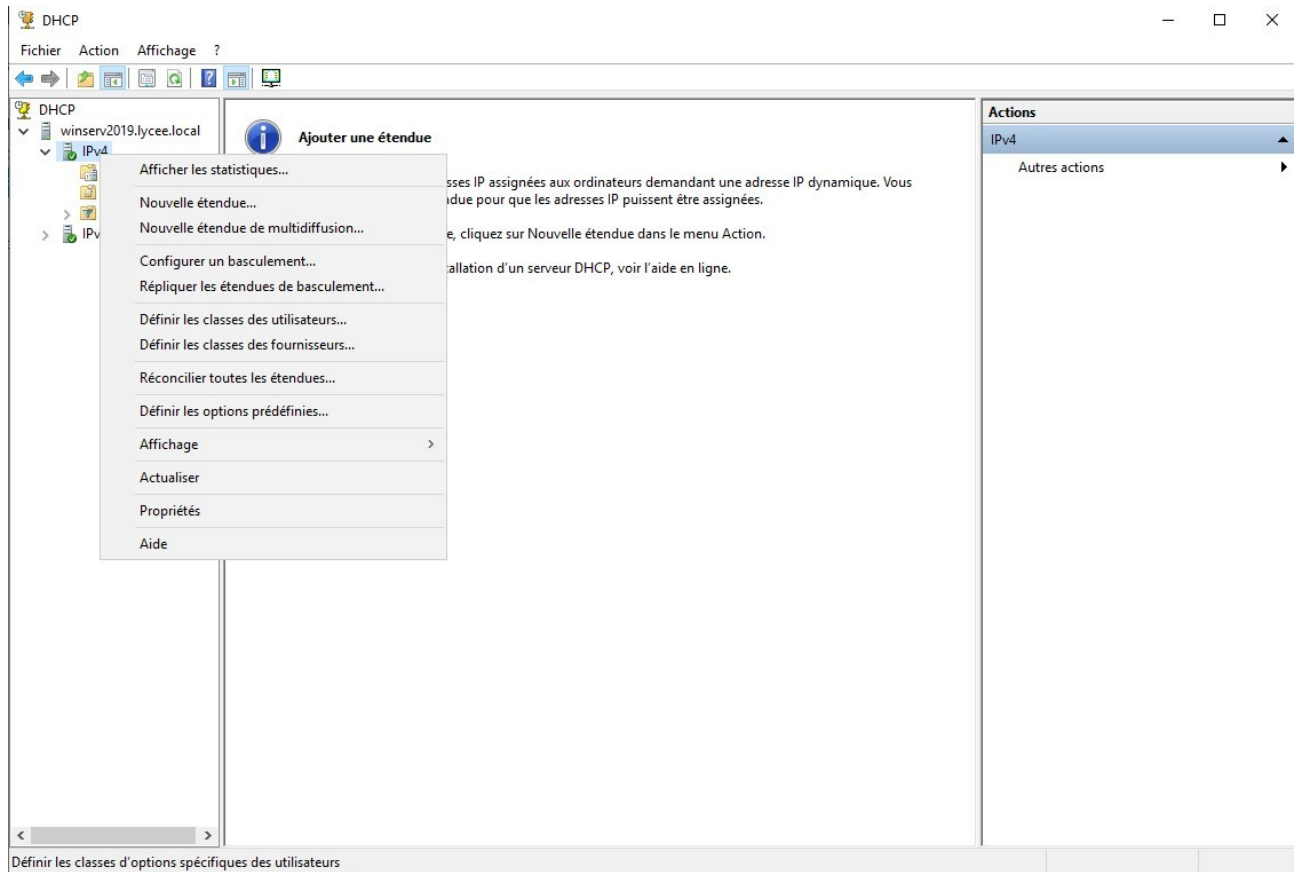 DHCP
Fichier Action Affichage ?
DHCP
winserv2019.lycee.local
IPv4
IPv
Afficher les statistiques...
Nouvelle étendue...
Nouvelle étendue de multidiffusion...
Configurer un basculement...
Répliquer les étendues de basculement...
Définir les classes des utilisateurs...
Définir les classes des fournisseurs...
Réconcilier toutes les étendues...
Définir les options prédéfinies...
Affichage
Actualiser
Propriétés
Aide
Ajouter une étendue
sses IP assignées aux ordinateurs demandant une adresse IP dynamique. Vous
due pour que les adresses IP puissent être assignées.
e, cliquez sur Nouvelle étendue dans le menu Action.
allation d'un serveur DHCP, voir l'aide en ligne.
Actions
IPv4
Autres actions
Définir les classes d'options spécifiques des utilisateurs